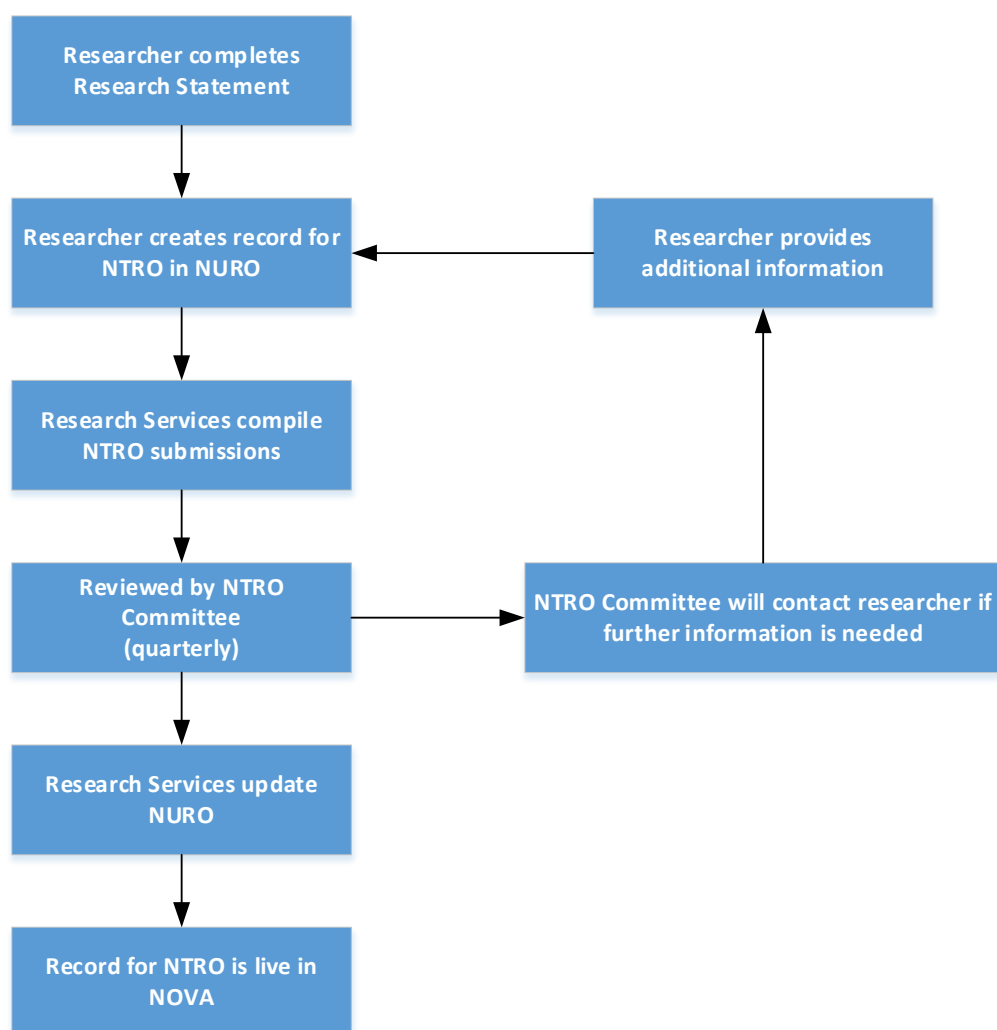 Researcher completes
Research Statement
Researcher creates record for
NTRO in NURO
Researcher provides
additional information
Research Services compile
NTRO submissions
Reviewed by NTRO
Committee
(quarterly)
NTRO Committee will contact researcher if
further information is needed
Research Services update
NURO
Record for NTRO is live in
NOVA